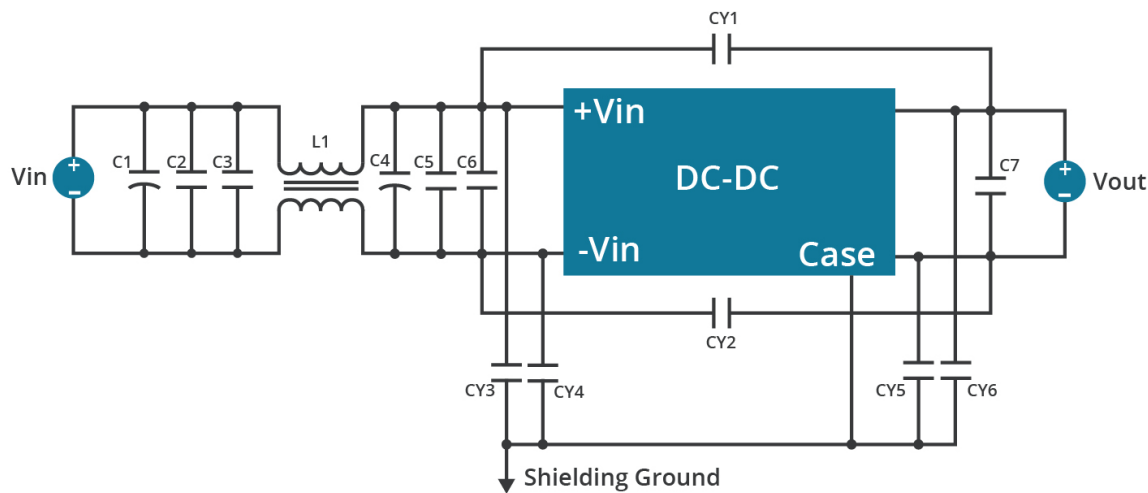 CY1
+Vin
L1
C1
C2
C3
C4
C5
C6
DC-DC
C7
Vin
+
−
+
−
Vout
-Vin
Case
CY2
CY3
CY4
CY5
CY6
Shielding Ground